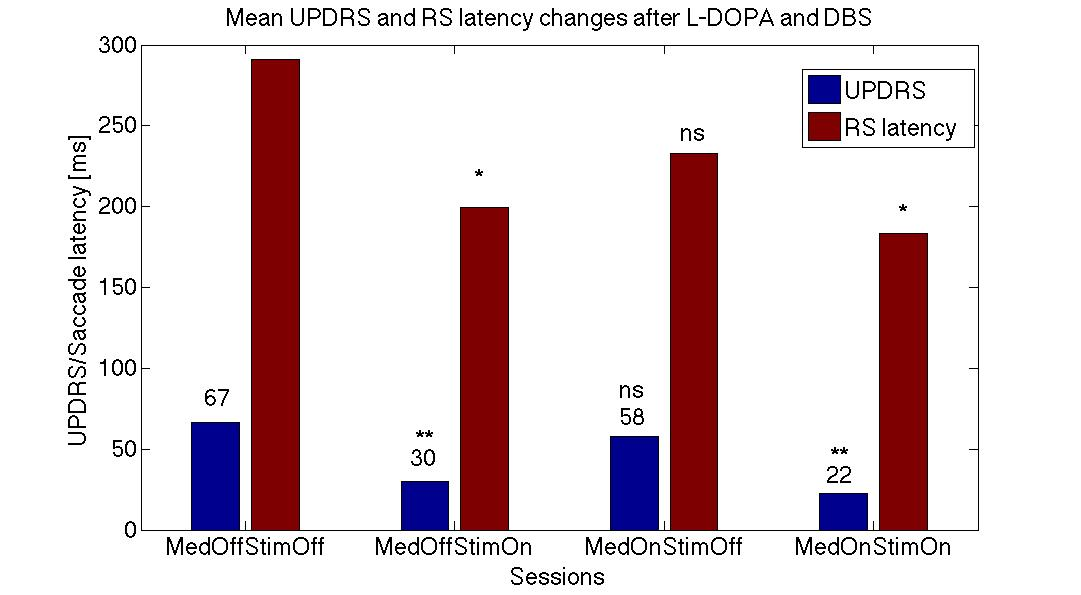 Mean UPDRS and RS latency changes after L-DOPA and DBS
UPDRS/Saccade latency [ms]
300
250
200
150
100
50
0
67
**
30
*
ns
58
ns
**
22
*
UPDRS
RS latency
MedOffStimOff MedOffStimOn MedOnStimOff MedOnStimOn
Sessions